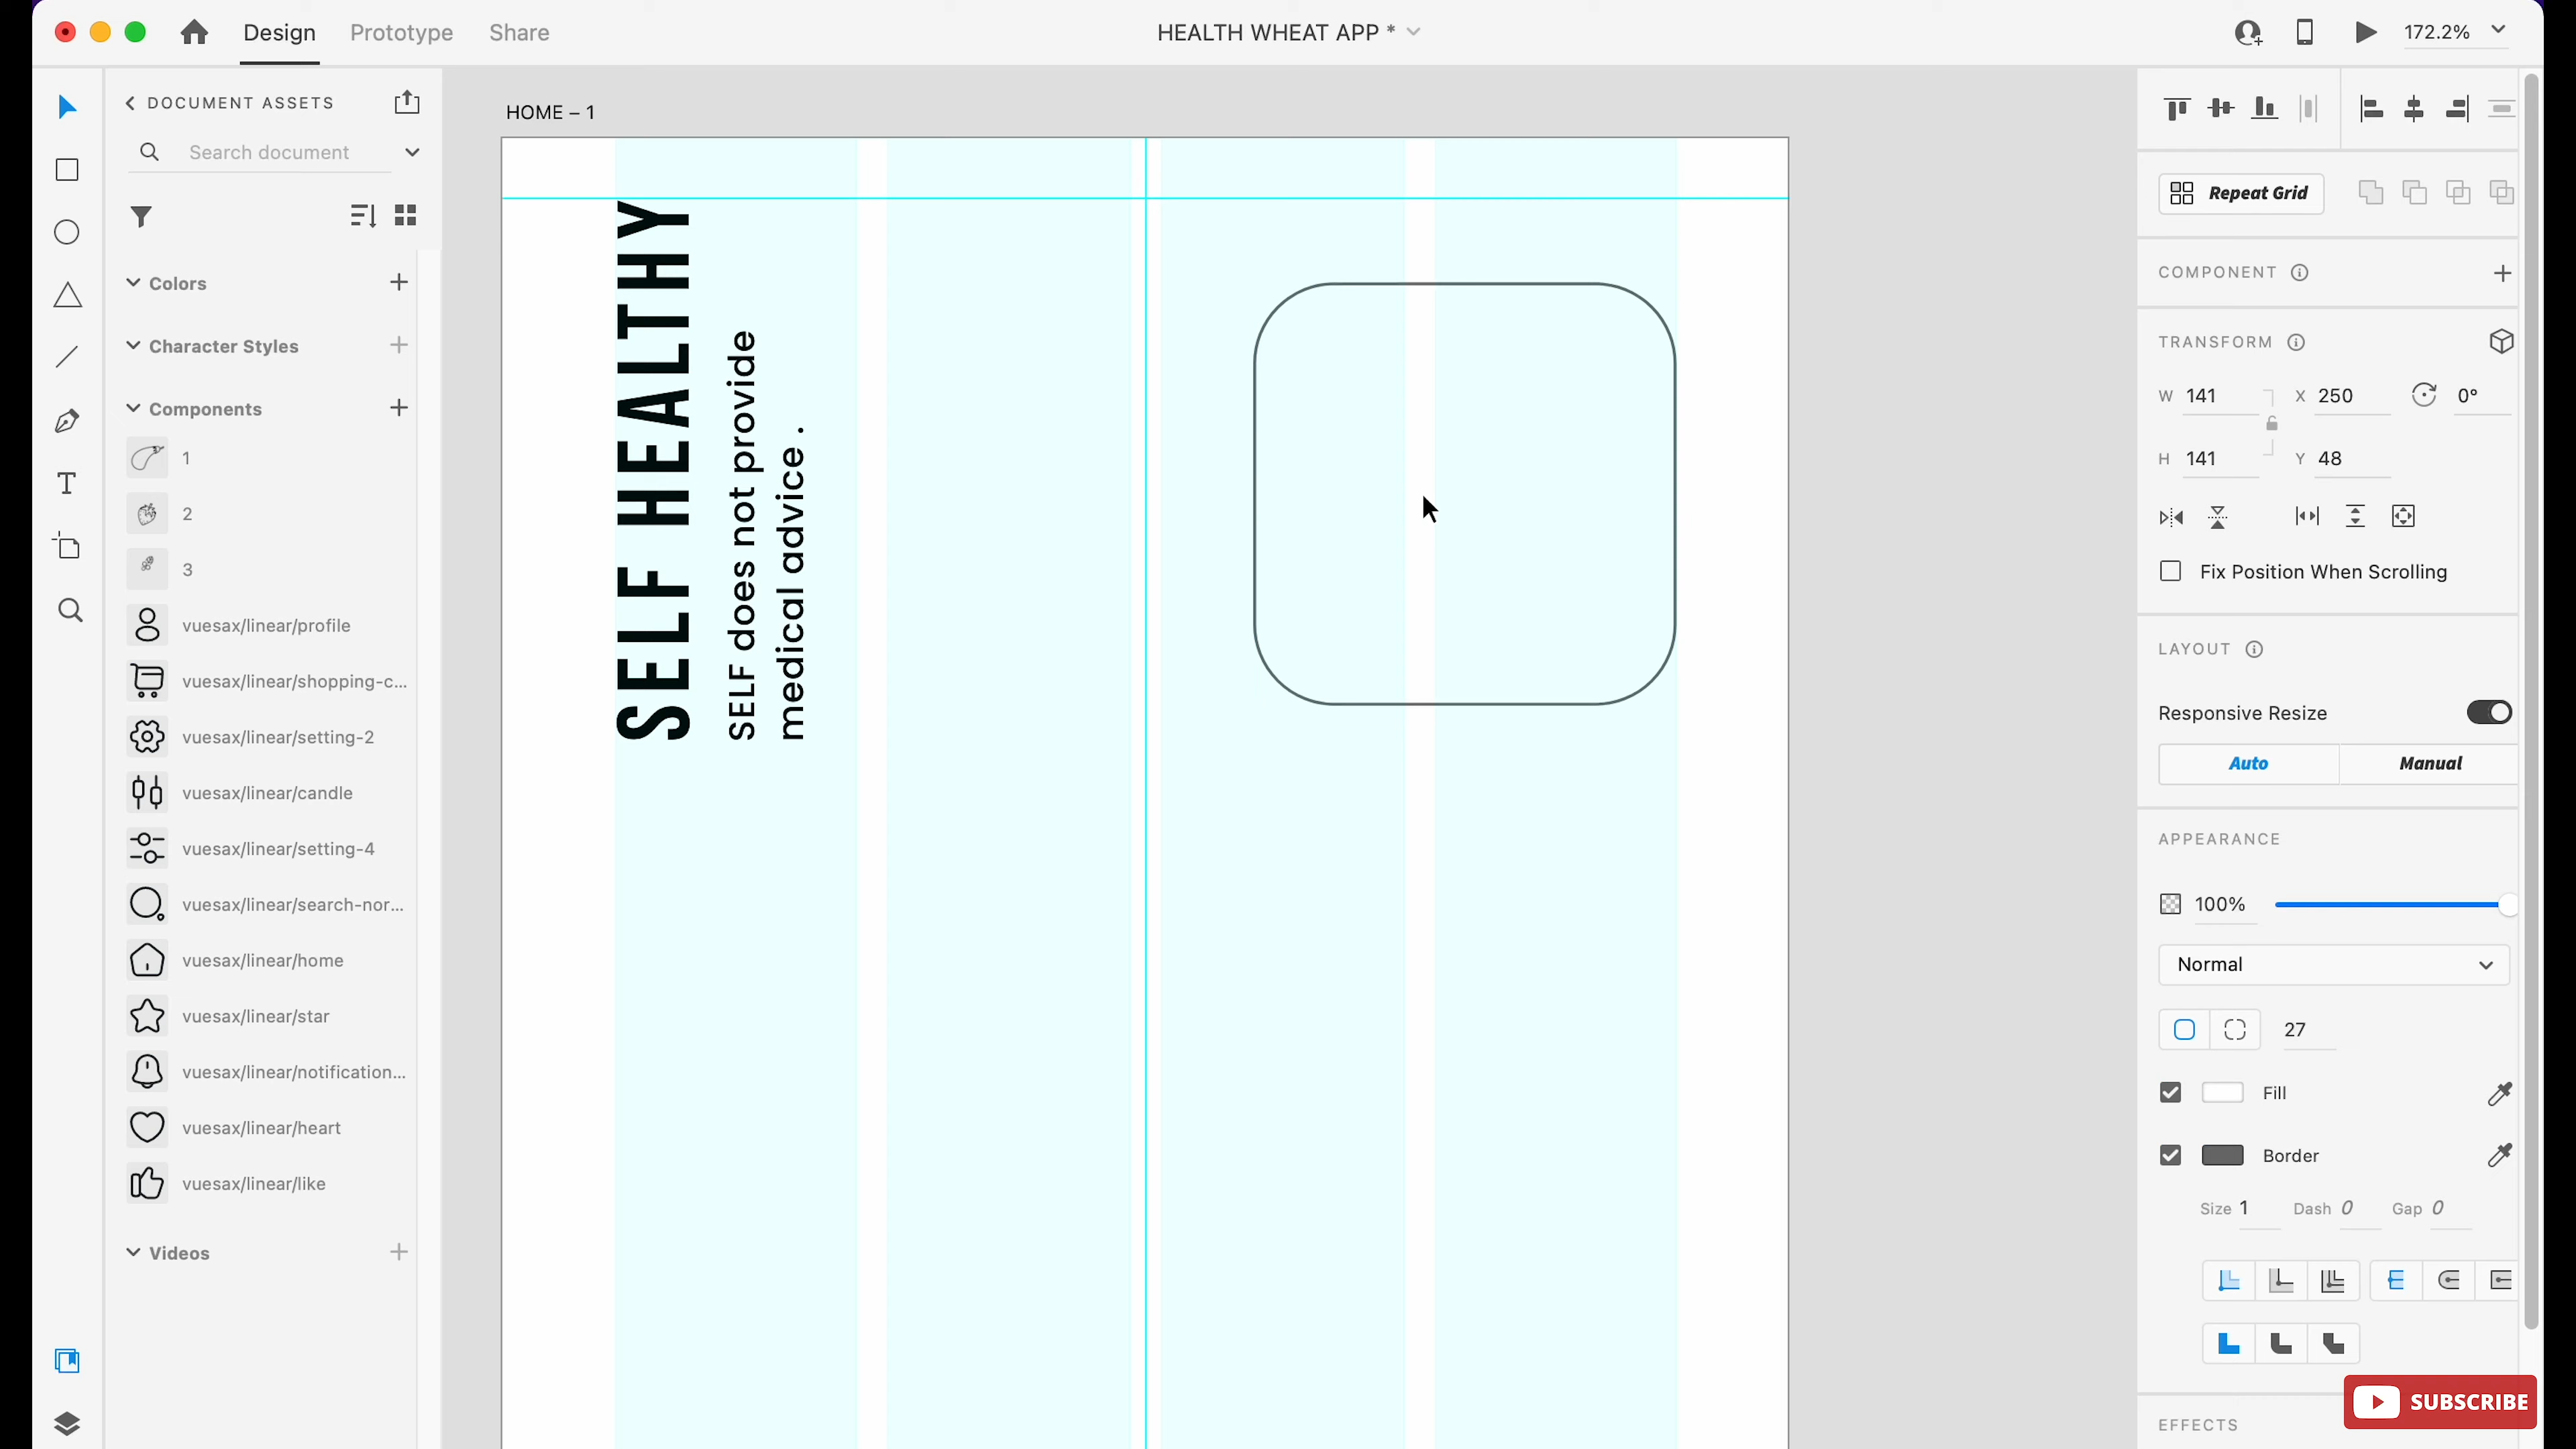 Design Prototype Share
HEALTH WHEAT APP *
172.2%
DOCUMENT ASSETS
Search document
Colors
Character Styles
Components
1
2
3
vuesax/linear/profile
vuesax/linear/shopping-c...
vuesax/linear/setting-2
vuesax/linear/candle
vuesax/linear/setting-4
vuesax/linear/search-nor...
vuesax/linear/home
vuesax/linear/star
vuesax/linear/notification...
vuesax/linear/heart
vuesax/linear/like
Videos
HOME – 1
SELF HEALTHY
SELF does not provide
medical advice .
Repeat Grid
COMPONENT
TRANSFORM
W 141 X 250 0°
H 141 Y 48
Fix Position When Scrolling
LAYOUT
Responsive Resize
Auto Manual
APPEARANCE
100%
Normal
27
Fill
Border
Size 1 Dash 0 Gap 0
EFFECTS
SUBSCRIBE